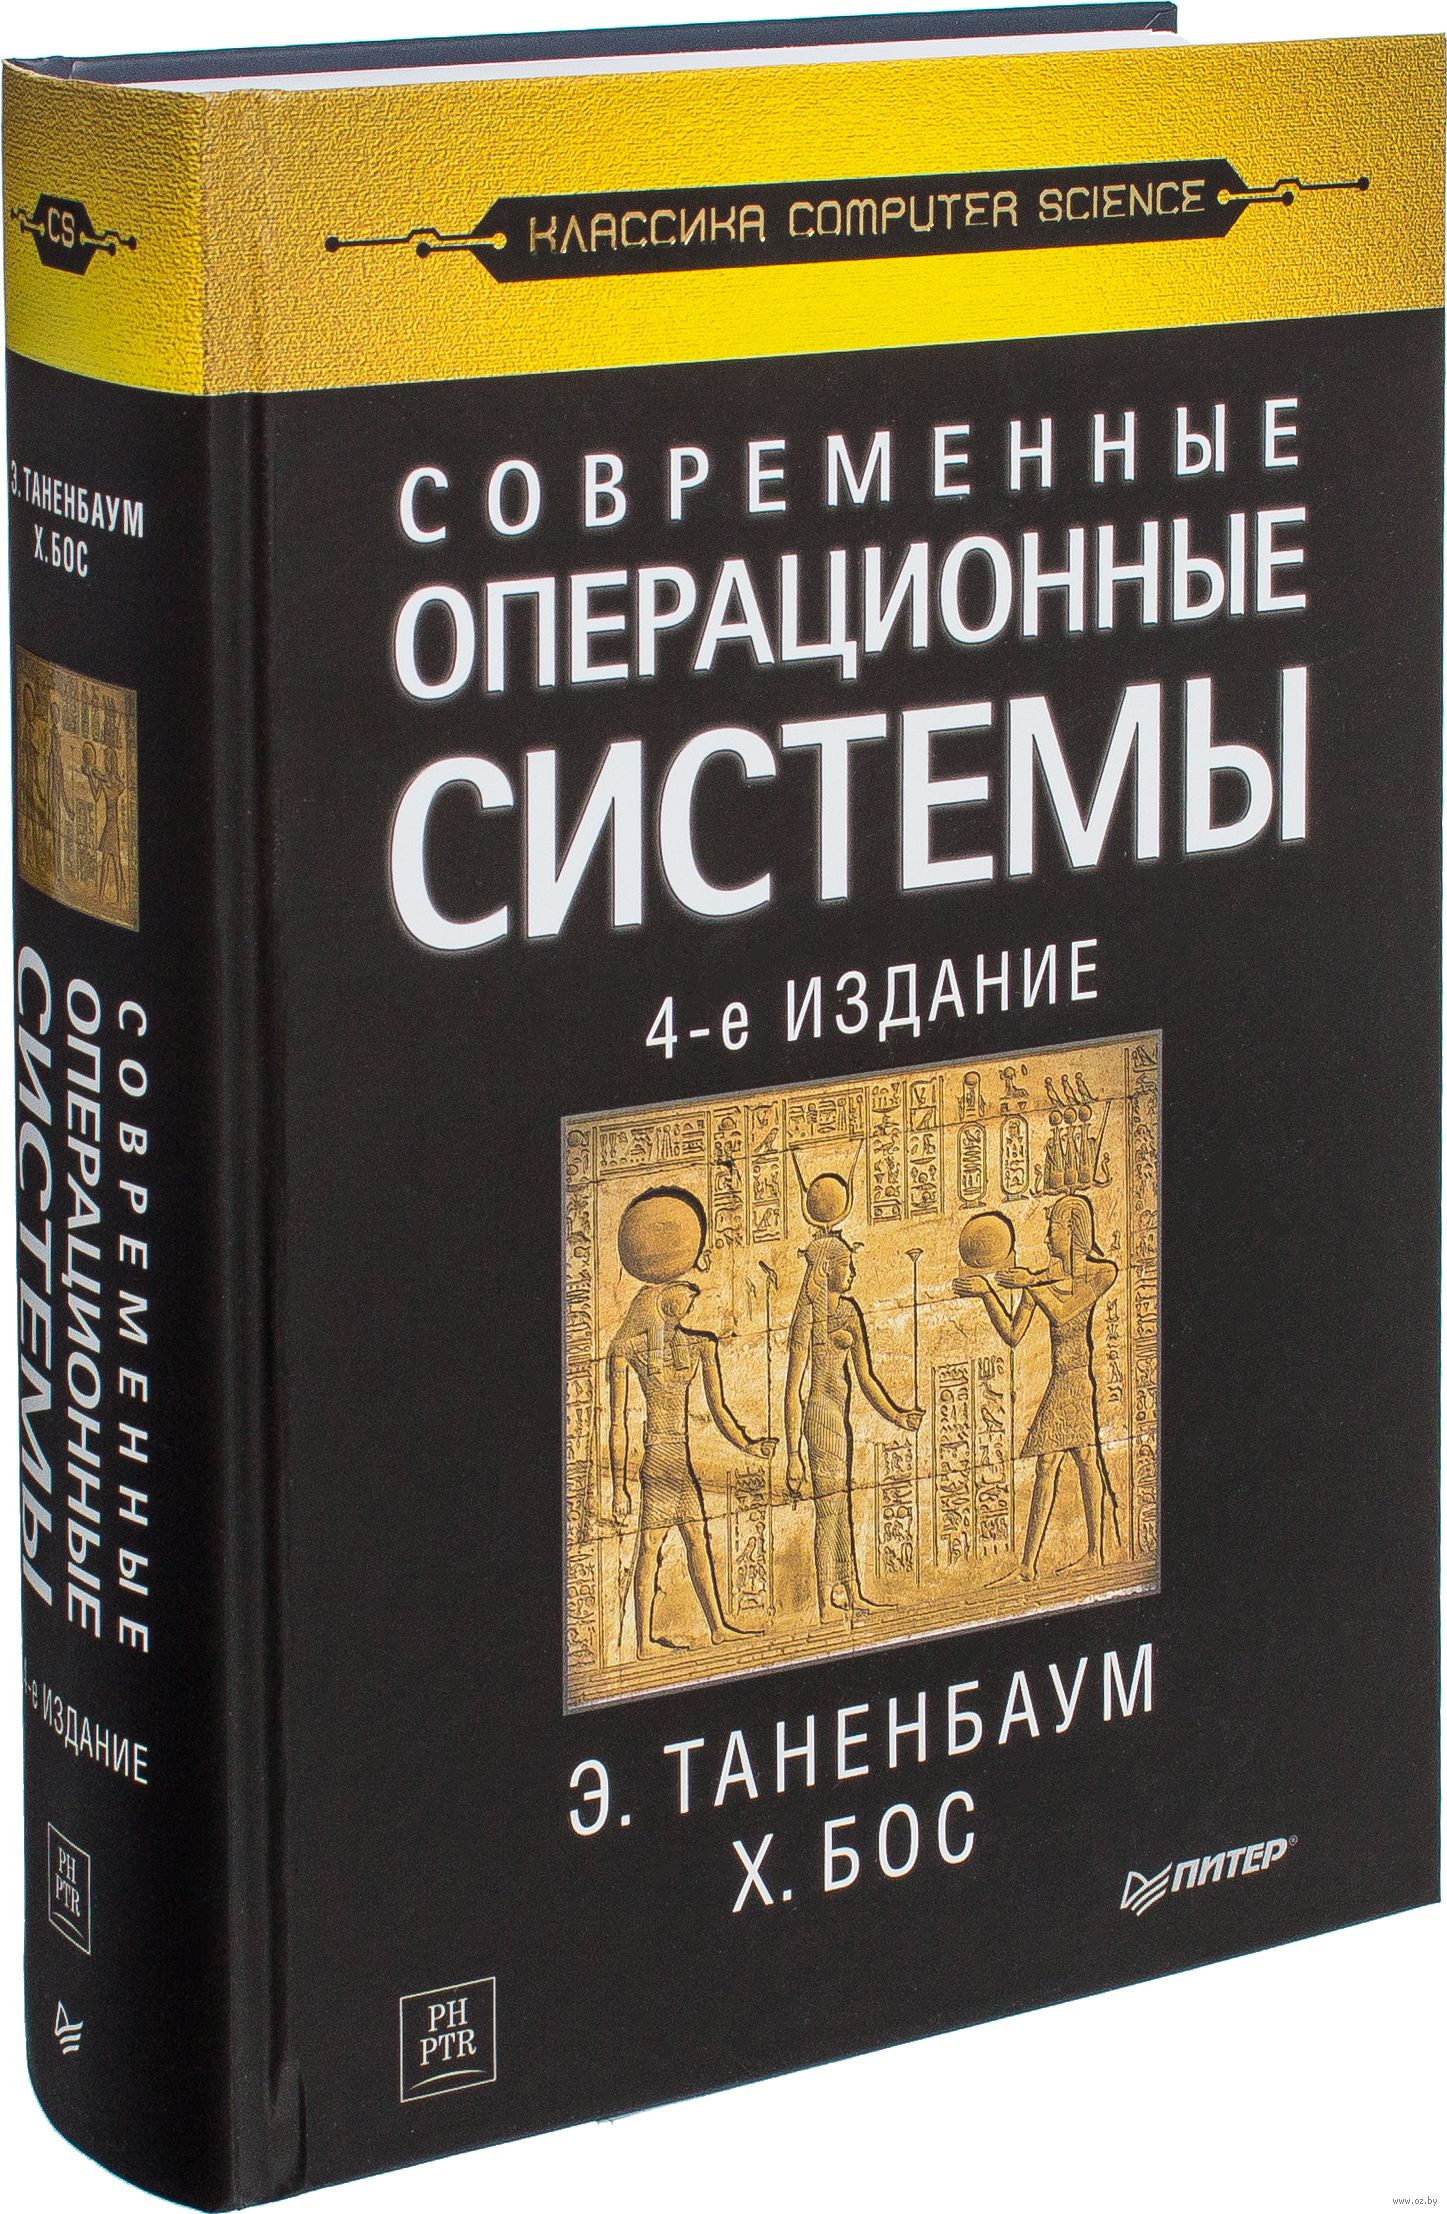 КЛАССИКА COMPUTER SCIENCE
СОВРЕМЕННЫЕ
ОПЕРАЦИОННЫЕ
СИСТЕМЫ
4-е ИЗДАНИЕ
Э. ТАНЕНБАУМ
Х. БОС
ПИТЕР®
PH
PTR
CS
Э. ТАНЕНБАУМ
Х. БОС
СОВРЕМЕННЫЕ
ОПЕРАЦИОННЫЕ
СИСТЕМЫ
4-е ИЗДАНИЕ
PH
PTR
www.oz.by